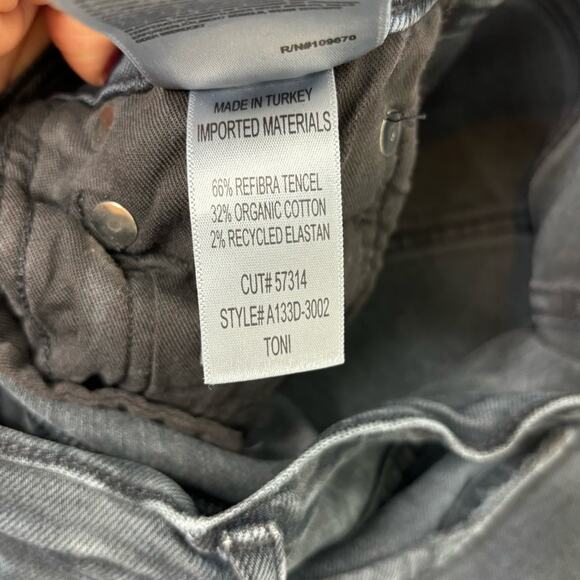 R/N#109670
MADE IN TURKEY
IMPORTED MATERIALS
66% REFIBRA TENCEL
32% ORGANIC COTTON
2% RECYCLED ELASTAN
CUT# 57314
STYLE# A133D-3002
TONI